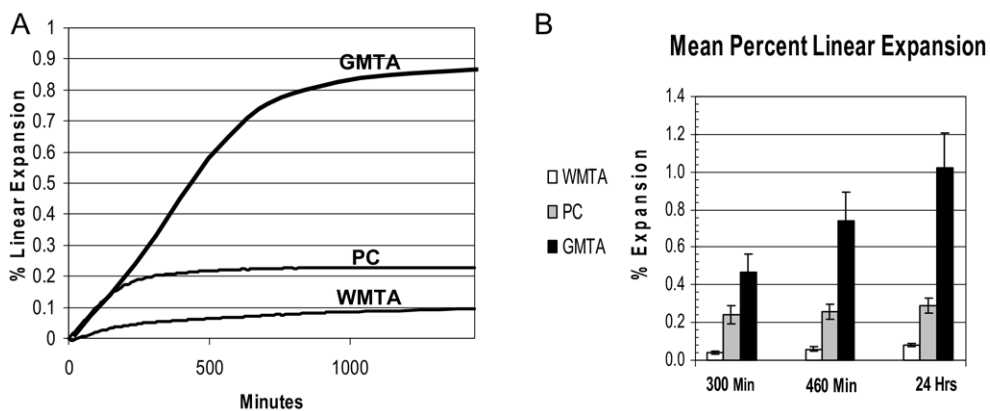 A
% Linear Expansion
1
0.9
0.8
0.7
0.6
0.5
0.4
0.3
0.2
0.1
0
GMTA
PC
WMTA
0 500 1000
Minutes
B
Mean Percent Linear Expansion
WMTA
PC
GMTA
% Expansion
1.4
1.2
1.0
0.8
0.6
0.4
0.2
0.0
300 Min 460 Min 24 Hrs